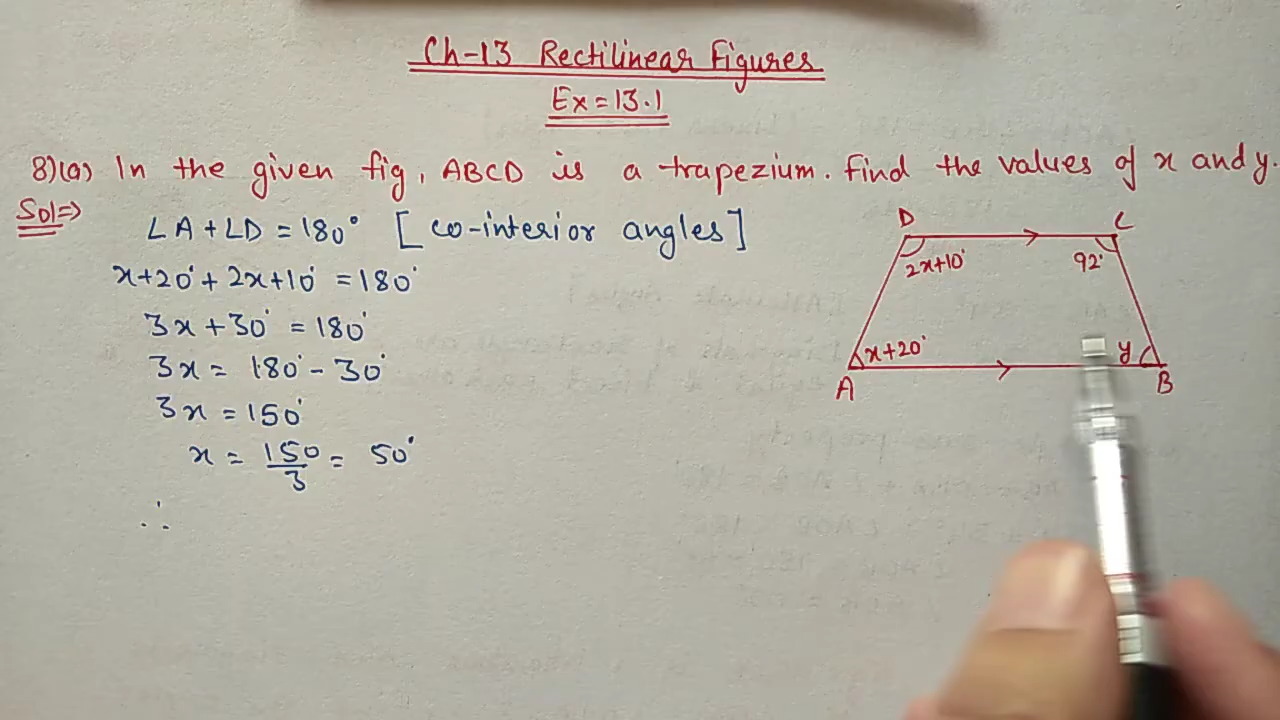 Ch-13 Rectilinear Figures
Ex=13.1
8)(a) In the given fig, ABCD is a trapezium. Find the values of x and y.
Sol⇒
LA+LD = 180° [co-interior angles]
x+20°+2x+10° = 180°
3x+30° = 180°
3x = 180°-30°
3x = 150°
x = 150/3 = 50°
∴
D
C
2x+10°
92°
x+20°
y
A
B